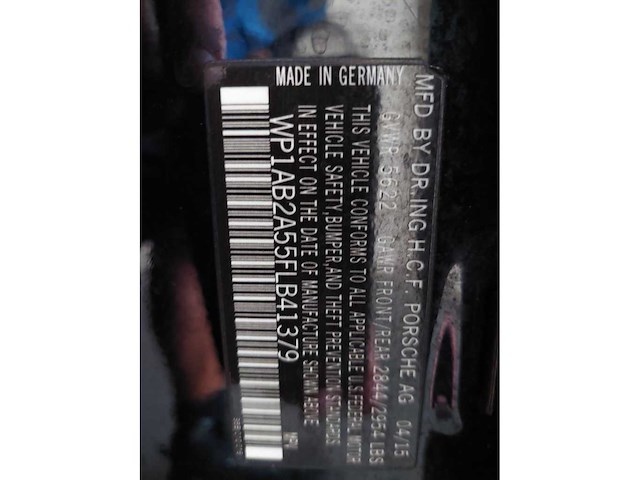 MFD BY DR.ING H.C.F. PORSCHE AG 04/15
MADE IN GERMANY
GVWR 5622 GAWR FRONT/REAR 2844/2954 LBS
THIS VEHICLE CONFORMS TO ALL APPLICABLE U.S.FEDERAL MOTOR
VEHICLE SAFETY,BUMPER,AND THEFT PREVENTION STANDARDS
IN EFFECT ON THE DATE OF MANUFACTURE SHOWN ABOVE
WP1AB2A55FLB41379
MPV